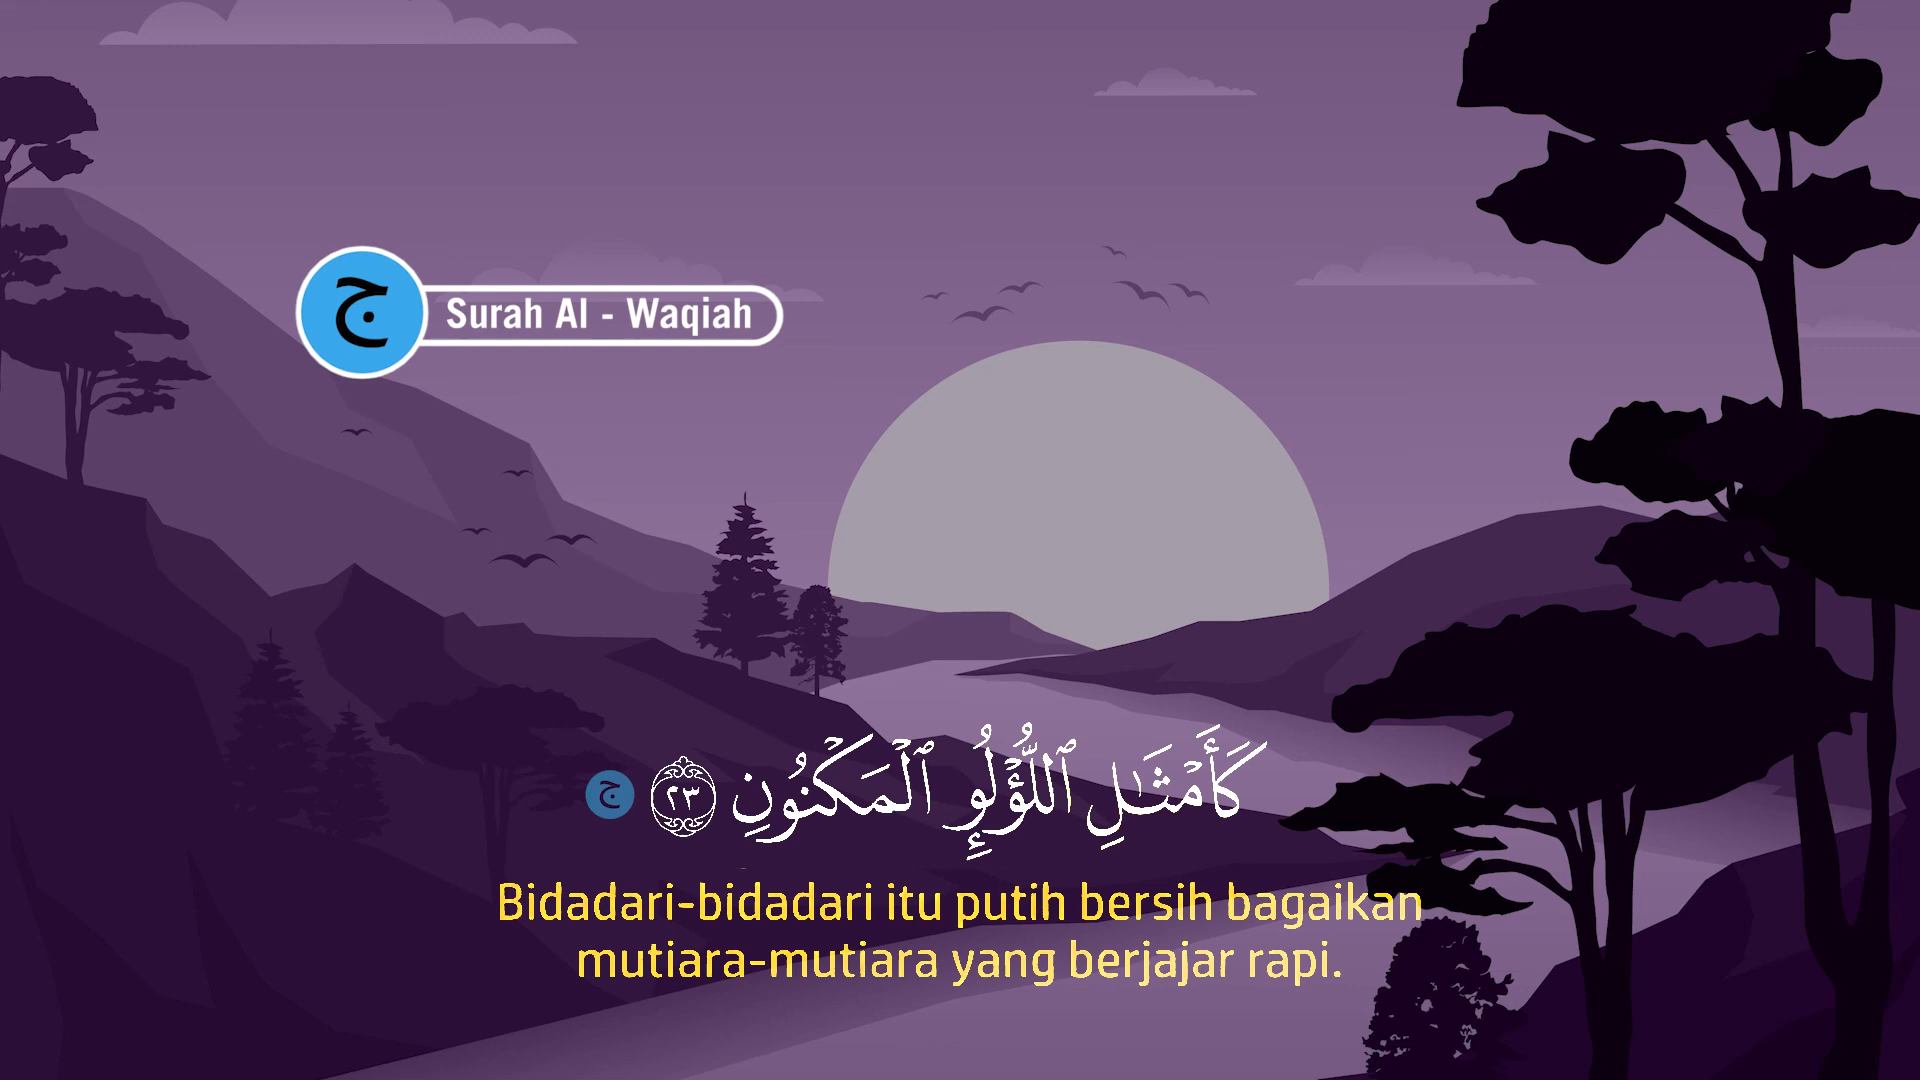 ج
Surah Al - Waqiah
كَأَمْثَـٰلِ ٱللُّؤْلُؤِ ٱلْمَكْنُونِ ٢٣ ج
Bidadari-bidadari itu putih bersih bagaikan
mutiara-mutiara yang berjajar rapi.